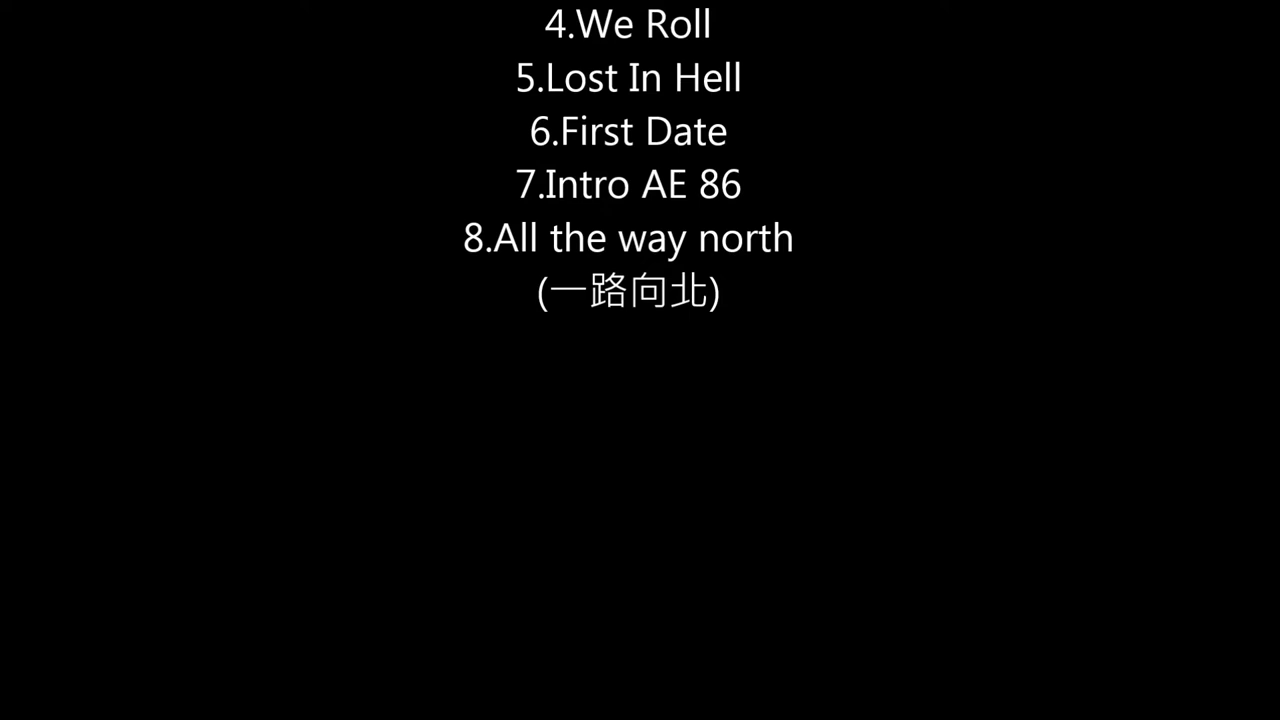 4.We Roll
5.Lost In Hell
6.First Date
7.Intro AE 86
8.All the way north
(一路向北)